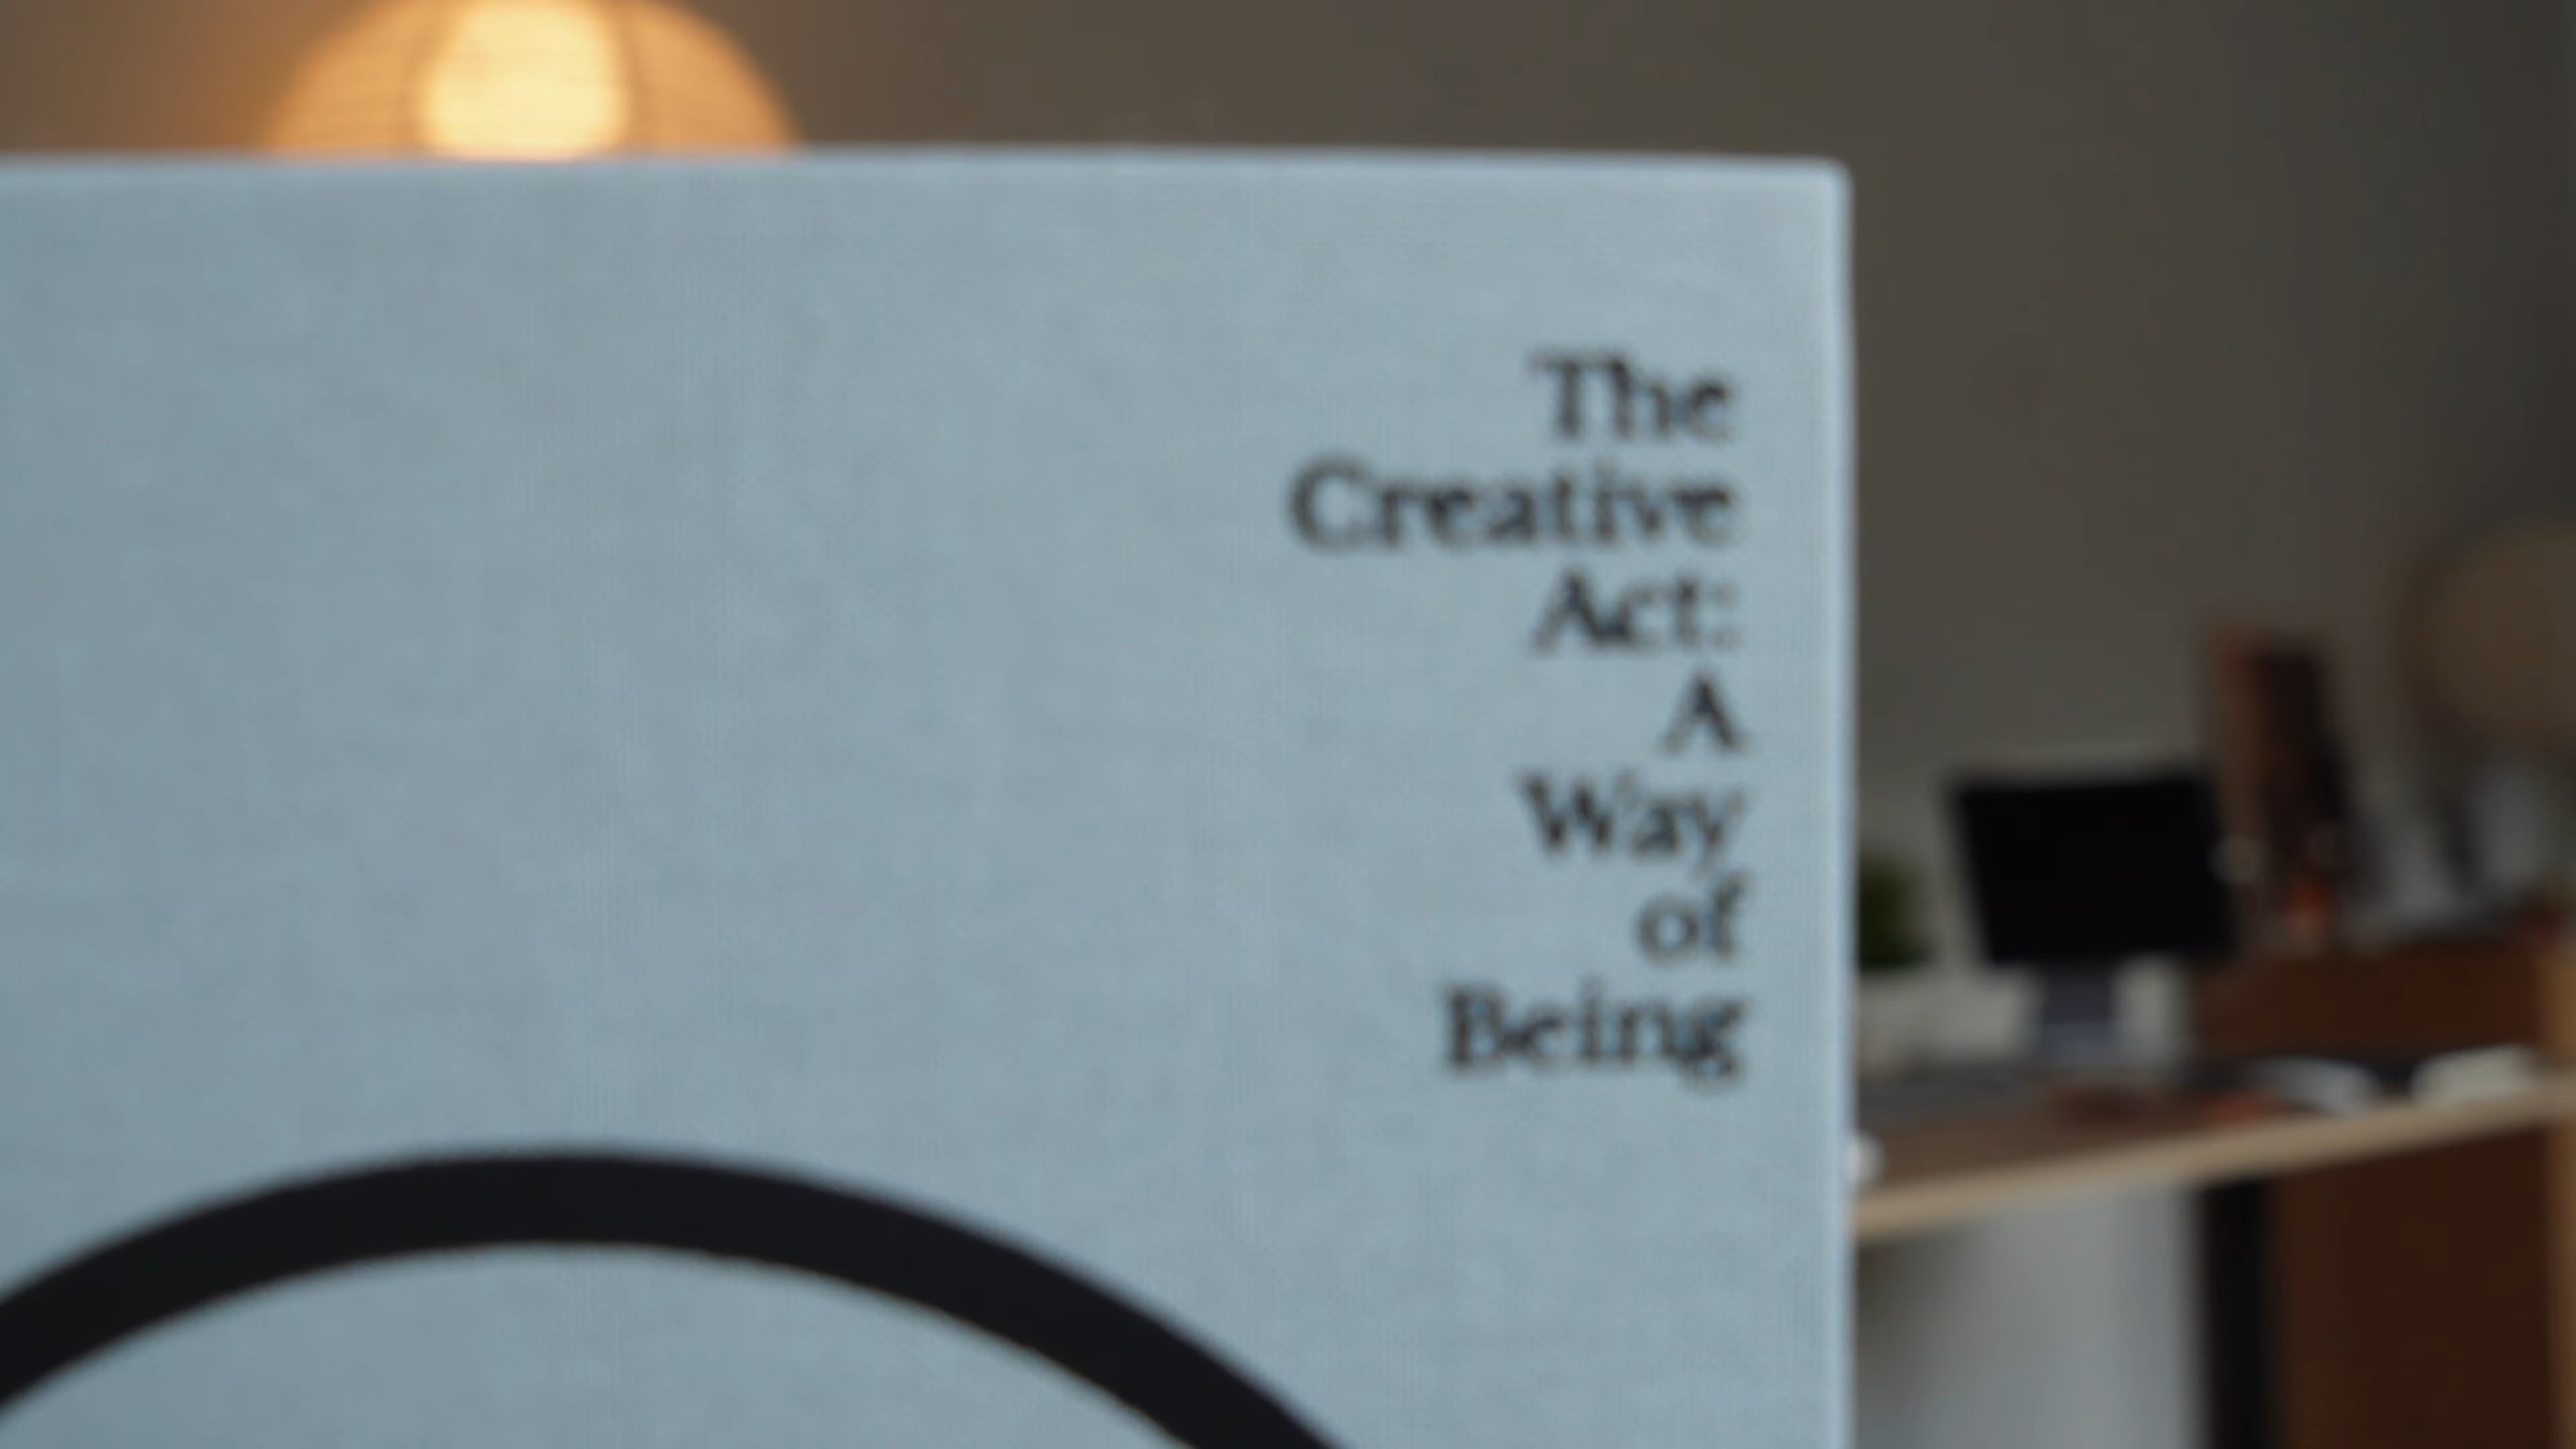 The
Creative
Act:
A
Way
of
Being